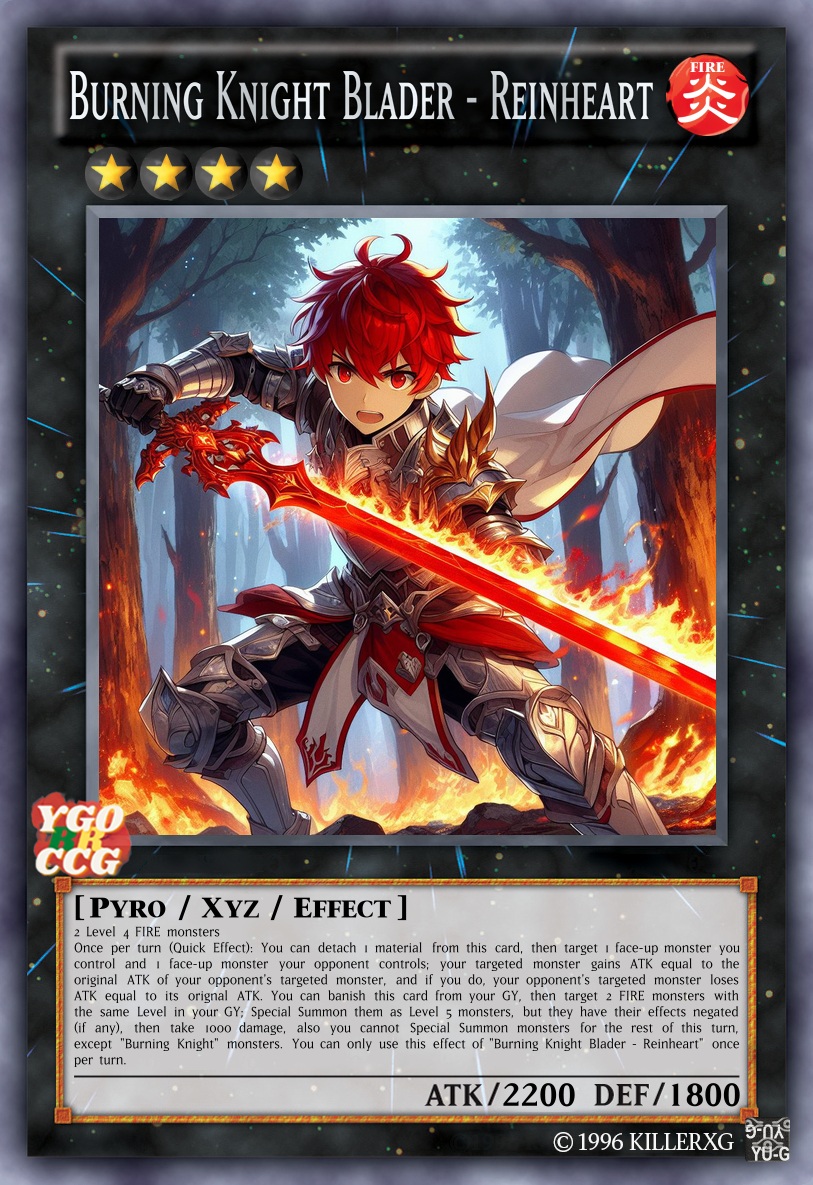 Burning Knight Blader - Reinheart
FIRE
炎
YGO
BR
CCG
[ Pyro / Xyz / Effect ]
2 Level 4 FIRE monsters
Once per turn (Quick Effect): You can detach 1 material from this card, then target 1 face-up monster you
control and 1 face-up monster your opponent controls; your targeted monster gains ATK equal to the
original ATK of your opponent's targeted monster, and if you do, your opponent's targeted monster loses
ATK equal to its orignal ATK. You can banish this card from your GY, then target 2 FIRE monsters with
the same Level in your GY; Special Summon them as Level 5 monsters, but they have their effects negated
(if any), then take 1000 damage, also you cannot Special Summon monsters for the rest of this turn,
except "Burning Knight" monsters. You can only use this effect of "Burning Knight Blader - Reinheart" once
per turn.
ATK/2200 DEF/1800
© 1996 KILLERXG
YU-G
YU-G